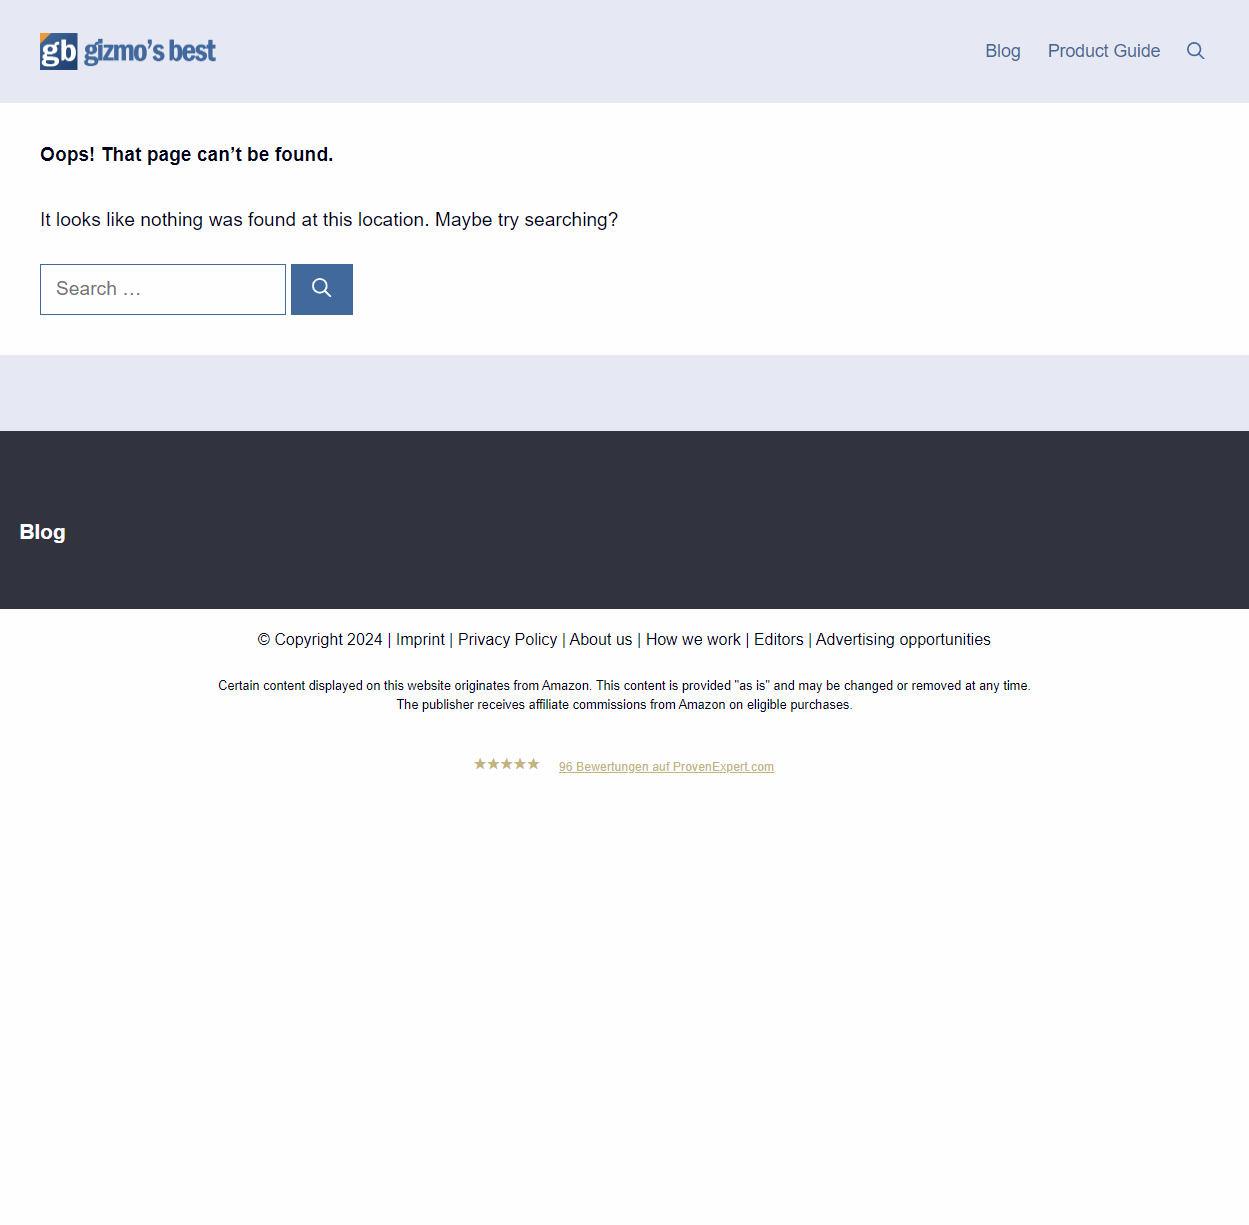 gb gizmo's best
Blog
Product Guide
Oops! That page can’t be found.
It looks like nothing was found at this location. Maybe try searching?
Search …
Blog
© Copyright 2024 | Imprint | Privacy Policy | About us | How we work | Editors | Advertising opportunities
Certain content displayed on this website originates from Amazon. This content is provided "as is" and may be changed or removed at any time.
The publisher receives affiliate commissions from Amazon on eligible purchases.
96 Bewertungen auf ProvenExpert.com